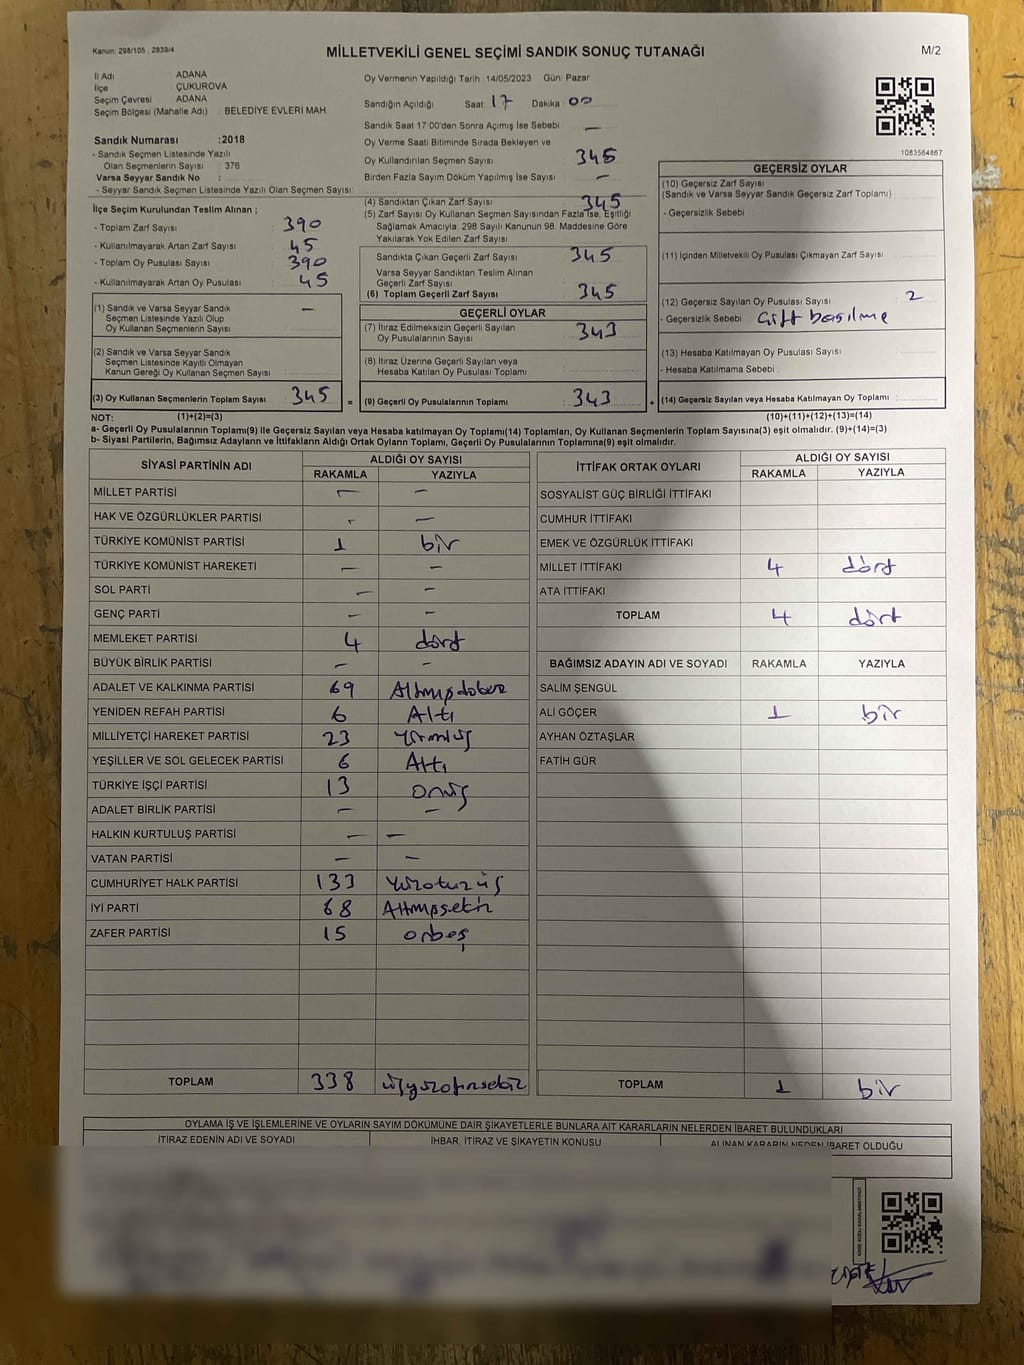 Kanun: 298/105 , 2839/4
MİLLETVEKİLİ GENEL SEÇİMİ SANDIK SONUÇ TUTANAĞI
M/2
İl Adı : ADANA
İlçe : ÇUKUROVA
Seçim Çevresi : ADANA
Seçim Bölgesi (Mahalle Adı) : BELEDİYE EVLERİ MAH
Sandık Numarası :2018
- Sandık Seçmen Listesinde Yazılı
Olan Seçmenlerin Sayısı : 376
Varsa Seyyar Sandık No :
- Seyyar Sandık Seçmen Listesinde Yazılı Olan Seçmen Sayısı:
Oy Vermenin Yapıldığı Tarih :14/05/2023 Gün: Pazar
Sandığın Açıldığı Saat: 17 Dakika 00
Sandık Saat 17:00'den Sonra Açımış İse Sebebi —
Oy Verme Saati Bitiminde Sırada Bekleyen ve
Oy Kullandırılan Seçmen Sayısı 345
Birden Fazla Sayım Döküm Yapılmış İse Sayısı —
1083564867
İlçe Seçim Kurulundan Teslim Alınan ;
- Toplam Zarf Sayısı : 390
- Kullanılmayarak Artan Zarf Sayısı : 45
- Toplam Oy Pusulası Sayısı : 390
- Kullanılmayarak Artan Oy Pusulası : 45
(1) Sandık ve Varsa Seyyar Sandık —
Seçmen Listesinde Yazılı Olup
Oy Kullanan Seçmenlerin Sayısı :
(2) Sandık ve Varsa Seyyar Sandık
Seçmen Listesinde Kayıtlı Olmayan
Kanun Gereği Oy Kullanan Seçmen Sayısı :
(3) Oy Kullanan Seçmenlerin Toplam Sayısı 345 =
(4) Sandıktan Çıkan Zarf Sayısı 345
(5) Zarf Sayısı Oy Kullanan Seçmen Sayısından Fazla İse, Eşitliği
Sağlamak Amacıyla; 298 Sayılı Kanunun 98. Maddesine Göre
Yakılarak Yok Edilen Zarf Sayısı
Sandıkta Çıkan Geçerli Zarf Sayısı 345
Varsa Seyyar Sandıktan Teslim Alınan
Geçerli Zarf Sayısı
(6) Toplam Geçerli Zarf Sayısı : 345
GEÇERLİ OYLAR
(7) İtiraz Edilmeksizin Geçerli Sayılan 343
Oy Pusulalarının Sayısı :
(8) İtiraz Üzerine Geçerli Sayılan veya
Hesaba Katılan Oy Pusulası Toplamı :
(9) Geçerli Oy Pusulalarının Toplamı : 343 +
GEÇERSİZ OYLAR
(10) Geçersiz Zarf Sayısı
(Sandık ve Varsa Seyyar Sandık Geçersiz Zarf Toplamı) :
- Geçersizlik Sebebi :
(11) İçinden Milletvekili Oy Pusulası Çıkmayan Zarf Sayısı
(12) Geçersiz Sayılan Oy Pusulası Sayısı : 2
- Geçersizlik Sebebi : Çift basılme
(13) Hesaba Katılmayan Oy Pusulası Sayısı :
- Hesaba Katılmama Sebebi :
(14) Geçersiz Sayılan veya Hesaba Katılmayan Oy Toplamı :
NOT: (1)+(2)=(3) (10)+(11)+(12)+(13)=(14)
a- Geçerli Oy Pusulalarının Toplamı(9) ile Geçersiz Sayılan veya Hesaba Katılmayan Oy Toplamı(14) Toplamları, Oy Kullanan Seçmenlerin Toplam Sayısına(3) eşit olmalıdır. (9)+(14)=(3)
b- Siyasi Partilerin, Bağımsız Adayların ve İttifakların Aldığı Ortak Oyların Toplamı, Geçerli Oy Pusulalarının Toplamına(9) eşit olmalıdır.
SİYASİ PARTİNİN ADI ALDIĞI OY SAYISI
RAKAMLA YAZIYLA
MİLLET PARTİSİ — —
HAK VE ÖZGÜRLÜKLER PARTİSİ - —
TÜRKİYE KOMÜNİST PARTİSİ 1 bir
TÜRKİYE KOMÜNİST HAREKETİ — —
SOL PARTİ — —
GENÇ PARTİ — —
MEMLEKET PARTİSİ 4 dört
BÜYÜK BİRLİK PARTİSİ — —
ADALET VE KALKINMA PARTİSİ 69 Altmışdokuz
YENİDEN REFAH PARTİSİ 6 Altı
MİLLİYETÇİ HAREKET PARTİSİ 23 Yirmiüç
YEŞİLLER VE SOL GELECEK PARTİSİ 6 Altı
TÜRKİYE İŞÇİ PARTİSİ 13 onüç
ADALET BİRLİK PARTİSİ — —
HALKIN KURTULUŞ PARTİSİ — —
VATAN PARTİSİ — —
CUMHURİYET HALK PARTİSİ 133 Yüzotuzüç
İYİ PARTİ 68 Altmışsekiz
ZAFER PARTİSİ 15 onbeş
TOPLAM 338 üçyüzotuzsekiz
İTTİFAK ORTAK OYLARI ALDIĞI OY SAYISI
RAKAMLA YAZIYLA
SOSYALİST GÜÇ BİRLİĞİ İTTİFAKI
CUMHUR İTTİFAKI
EMEK VE ÖZGÜRLÜK İTTİFAKI
MİLLET İTTİFAKI 4 dört
ATA İTTİFAKI
TOPLAM 4 dört
BAĞIMSIZ ADAYIN ADI VE SOYADI RAKAMLA YAZIYLA
SALİM ŞENGÜL
ALİ GÖÇER 1 bir
AYHAN ÖZTAŞLAR
FATİH GÜR
TOPLAM 1 bir
OYLAMA İŞ VE İŞLEMLERİNE VE OYLARIN SAYIM DÖKÜMÜNE DAİR ŞİKAYETLERLE BUNLARA AİT KARARLARIN NELERDEN İBARET BULUNDUKLARI
İTİRAZ EDENİN ADI VE SOYADI İHBAR, İTİRAZ VE ŞİKAYETİN KONUSU ALINAN KARARIN NEDEN İBARET OLDUĞU